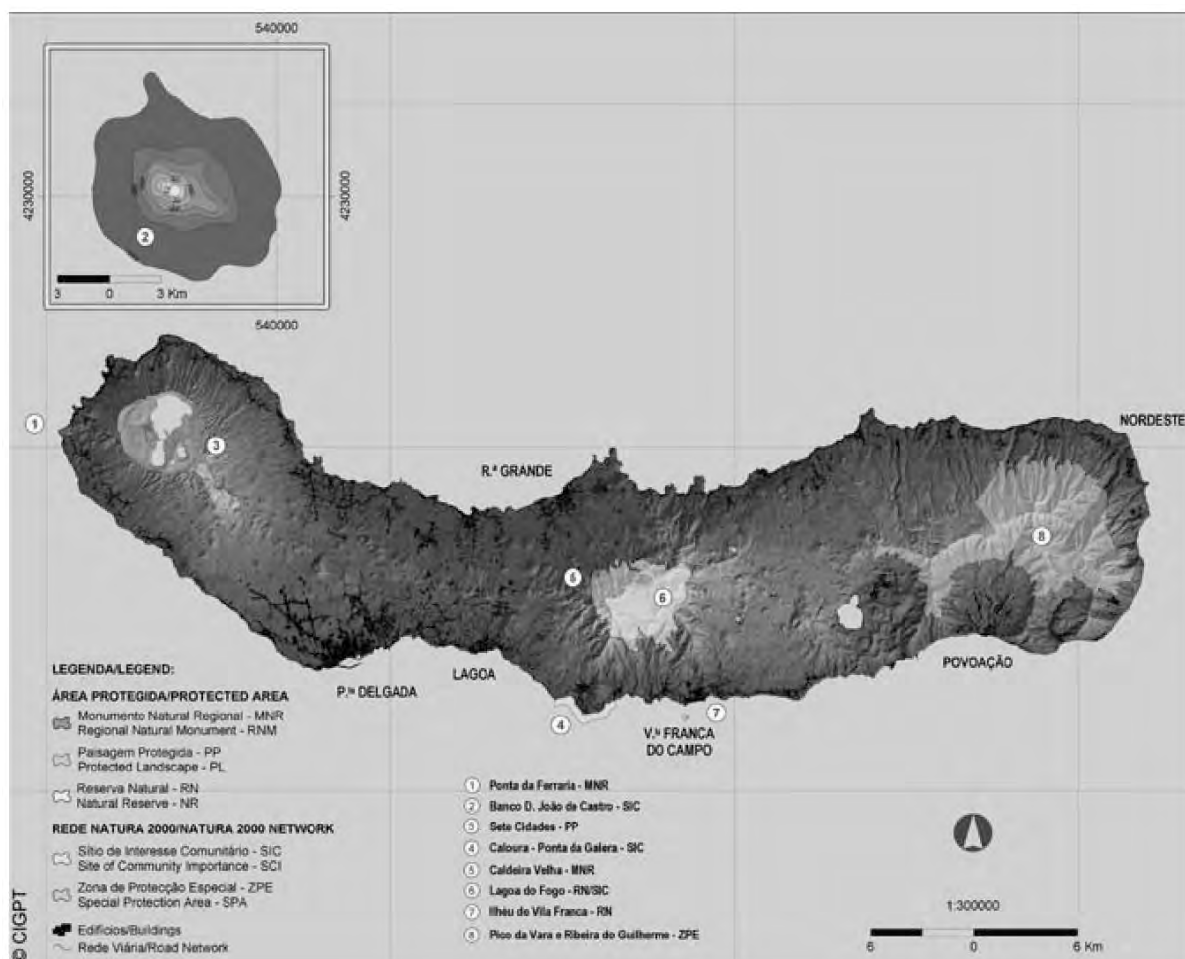 540000
4230000
4230000
2
3 0 3 Km
540000
1
3
NORDESTE
R.ª GRANDE
8
5
6
LAGOA
POVOAÇÃO
P.ta DELGADA
4
7
V.ª FRANCA
DO CAMPO
LEGENDA/LEGEND:
ÁREA PROTEGIDA/PROTECTED AREA
Monumento Natural Regional - MNR
Regional Natural Monument - RNM
Paisagem Protegida - PP
Protected Landscape - PL
Reserva Natural - RN
Natural Reserve - NR
REDE NATURA 2000/NATURA 2000 NETWORK
Sítio de Interesse Comunitário - SIC
Site of Community Importance - SCI
Zona de Protecção Especial - ZPE
Special Protection Area - SPA
Edifícios/Buildings
Rede Viária/Road Network
1 Ponta da Ferraria - MNR
2 Banco D. João de Castro - SIC
3 Sete Cidades - PP
4 Caloura - Ponta da Galera - SIC
5 Caldeira Velha - MNR
6 Lagoa do Fogo - RN/SIC
7 Ilhéu de Vila Franca - RN
8 Pico da Vara e Ribeira do Guilherme - ZPE
1:300000
6 0 6 Km
© CIGPT